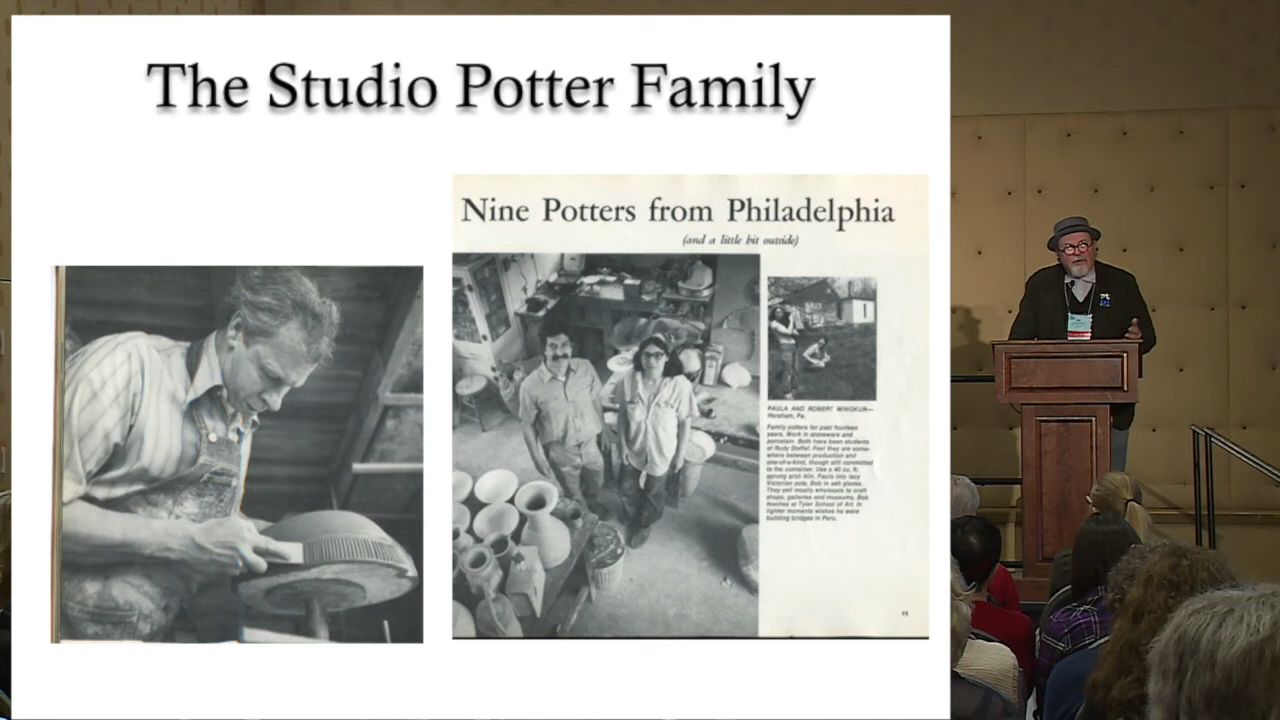 The Studio Potter Family
Nine Potters from Philadelphia
(and a little bit outside)
PAULA AND ROBERT WINOKUR—
Horsham, Pa.
Family potters for past fourteen
years. Work in stoneware and
porcelain. Both have been students
of Rudy Staffel. Feel they are some-
where between production and
one-of-a-kind, though still committed
to the container. Use a 40 cu. ft.
sprung arch kiln. Paula into lacy
Victorian pots, Bob in ash glazes.
They sell mostly wholesale to craft
shops, galleries and museums. Bob
teaches at Tyler School of Art. In
lighter moments wishes he were
building bridges in Peru.